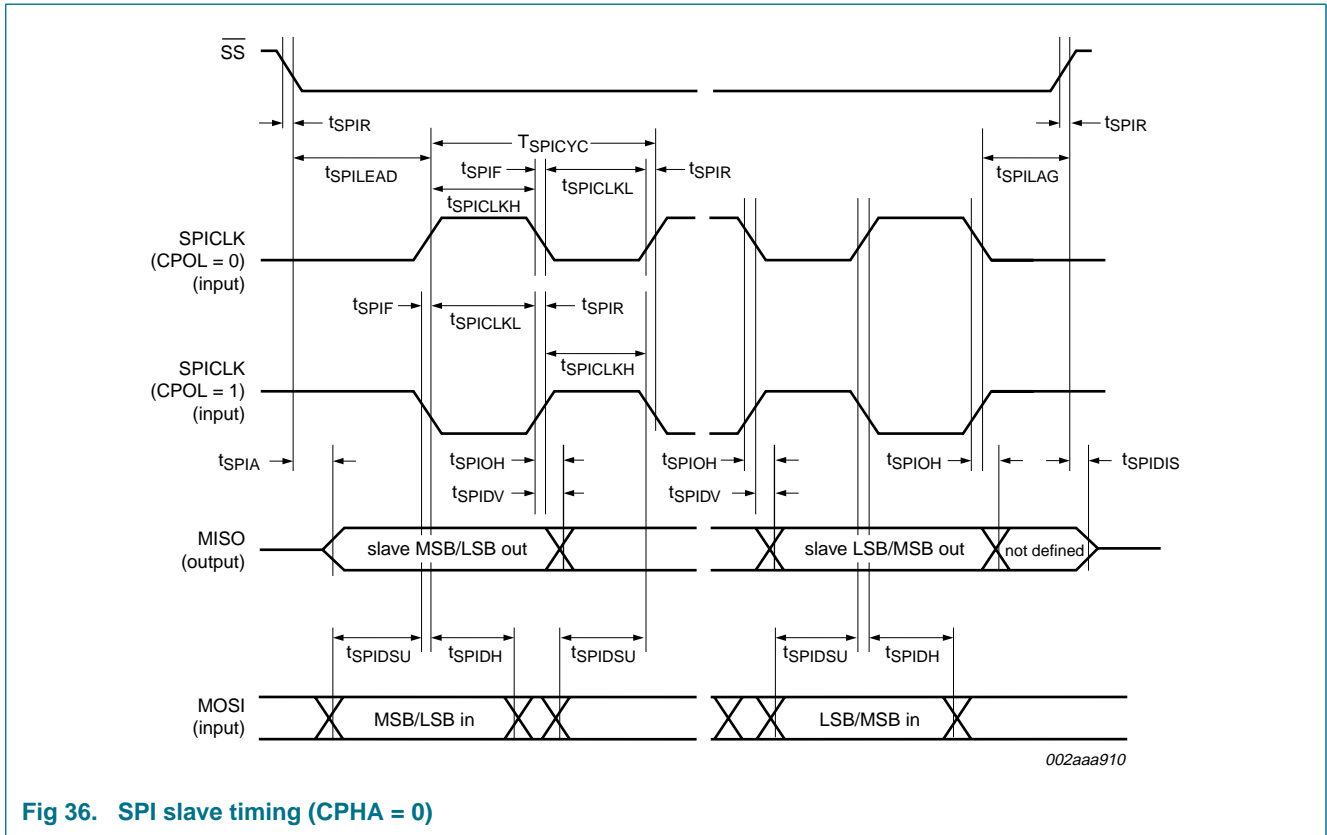 SS
tSPIR
tSPIR
TSPICYC
tSPILEAD
tSPIF
tSPICLKL
tSPIR
tSPILAG
tSPICLKH
SPICLK
(CPOL = 0)
(input)
tSPIF
tSPICLKL
tSPIR
tSPICLKH
SPICLK
(CPOL = 1)
(input)
tSPIA
tSPIOH
tSPIOH
tSPIOH
tSPIDIS
tSPIDV
tSPIDV
MISO
(output)
slave MSB/LSB out
slave LSB/MSB out
not defined
tSPIDSU
tSPIDH
tSPIDSU
tSPIDSU
tSPIDH
MOSI
(input)
MSB/LSB in
LSB/MSB in
002aaa910
Fig 36. SPI slave timing (CPHA = 0)